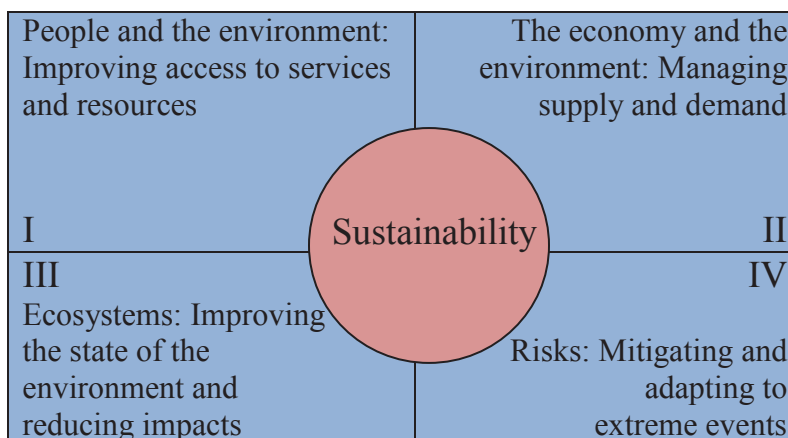 People and the environment:
Improving access to services
and resources
I
The economy and the
environment: Managing
supply and demand
II
Sustainability
III
Ecosystems: Improving
the state of the
environment and
reducing impacts
IV
Risks: Mitigating and
adapting to
extreme events